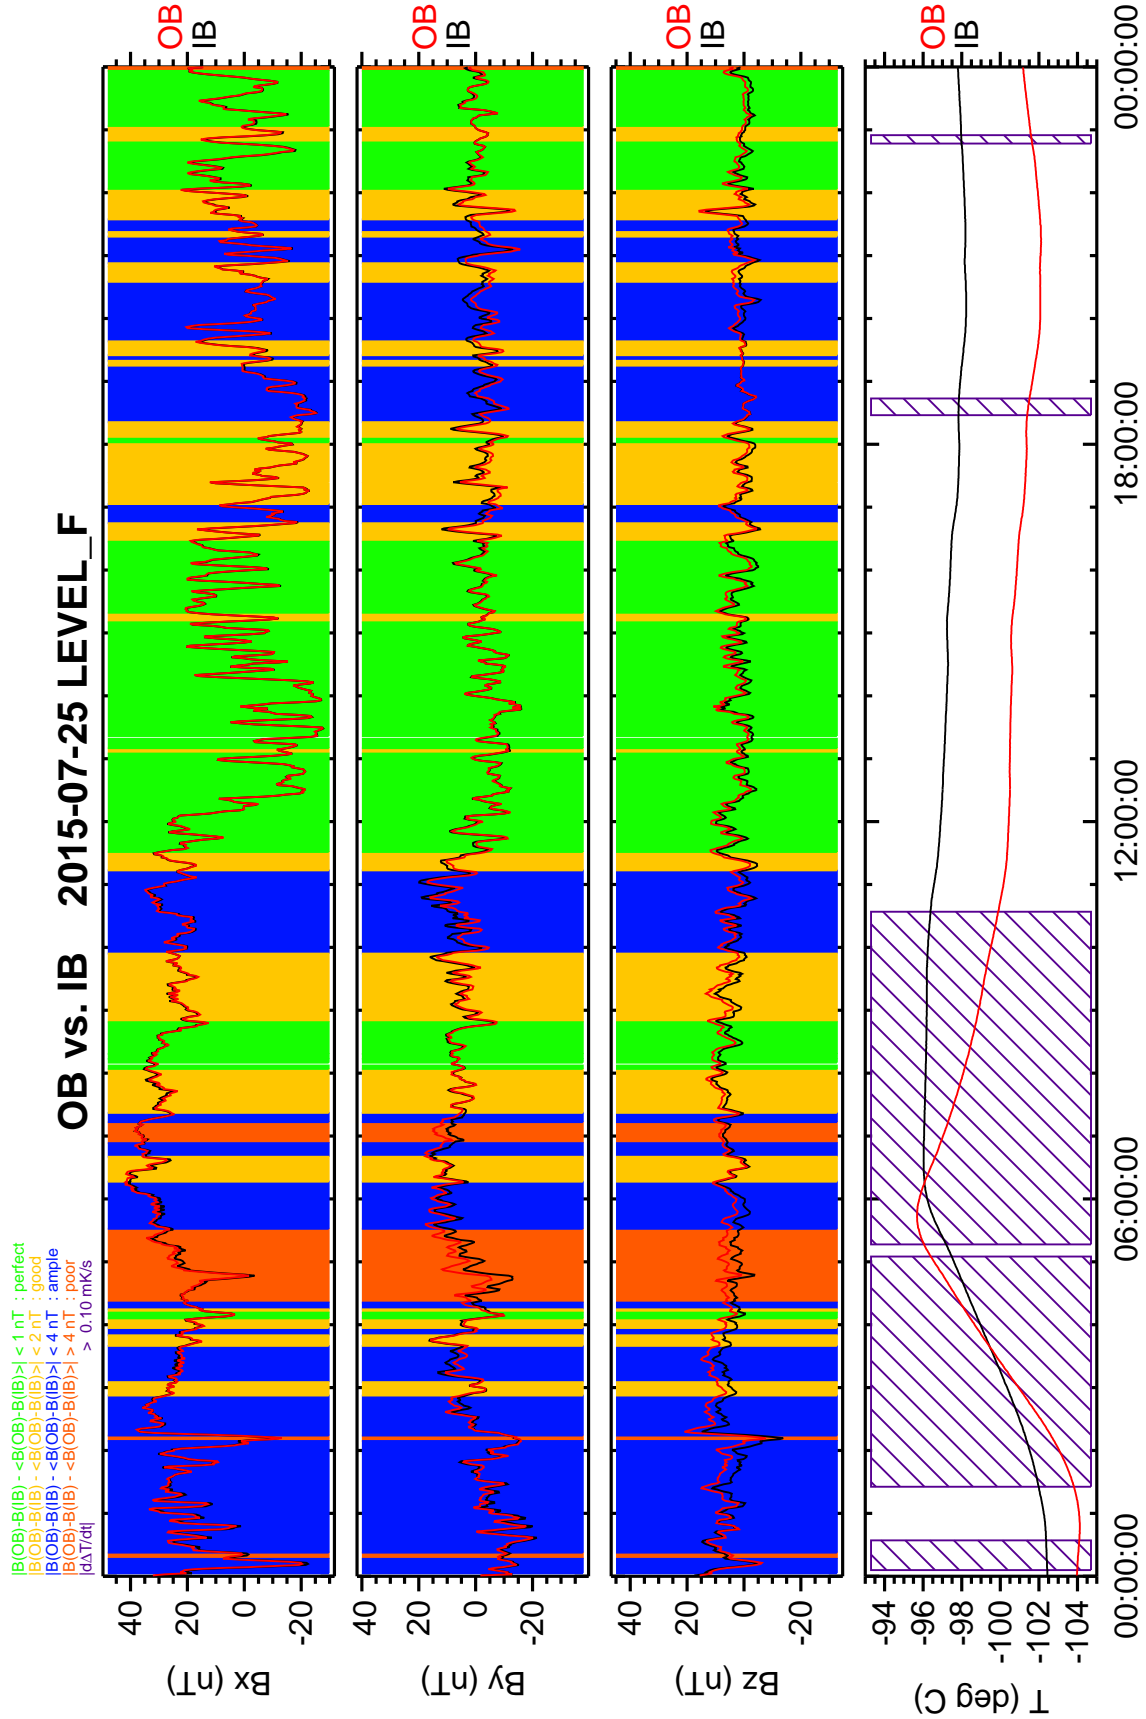 OB vs. IB 2015-07-25 LEVEL_F
|B(OB)-B(IB) - <B(OB)-B(IB)>| < 1 nT : perfect
|B(OB)-B(IB) - <B(OB)-B(IB)>| < 2 nT : good
|B(OB)-B(IB) - <B(OB)-B(IB)>| < 4 nT : ample
|B(OB)-B(IB) - <B(OB)-B(IB)>| > 4 nT : poor
|dΔT/dt| > 0.10 mK/s
Bx (nT)
40
20
0
-20
OB
IB
By (nT)
20
0
-20
OB
IB
Bz (nT)
40
20
0
-20
OB
IB
T (deg C)
-94
-96
-98
-100
-102
-104
OB
IB
00:00:00
06:00:00
12:00:00
18:00:00
00:00:00